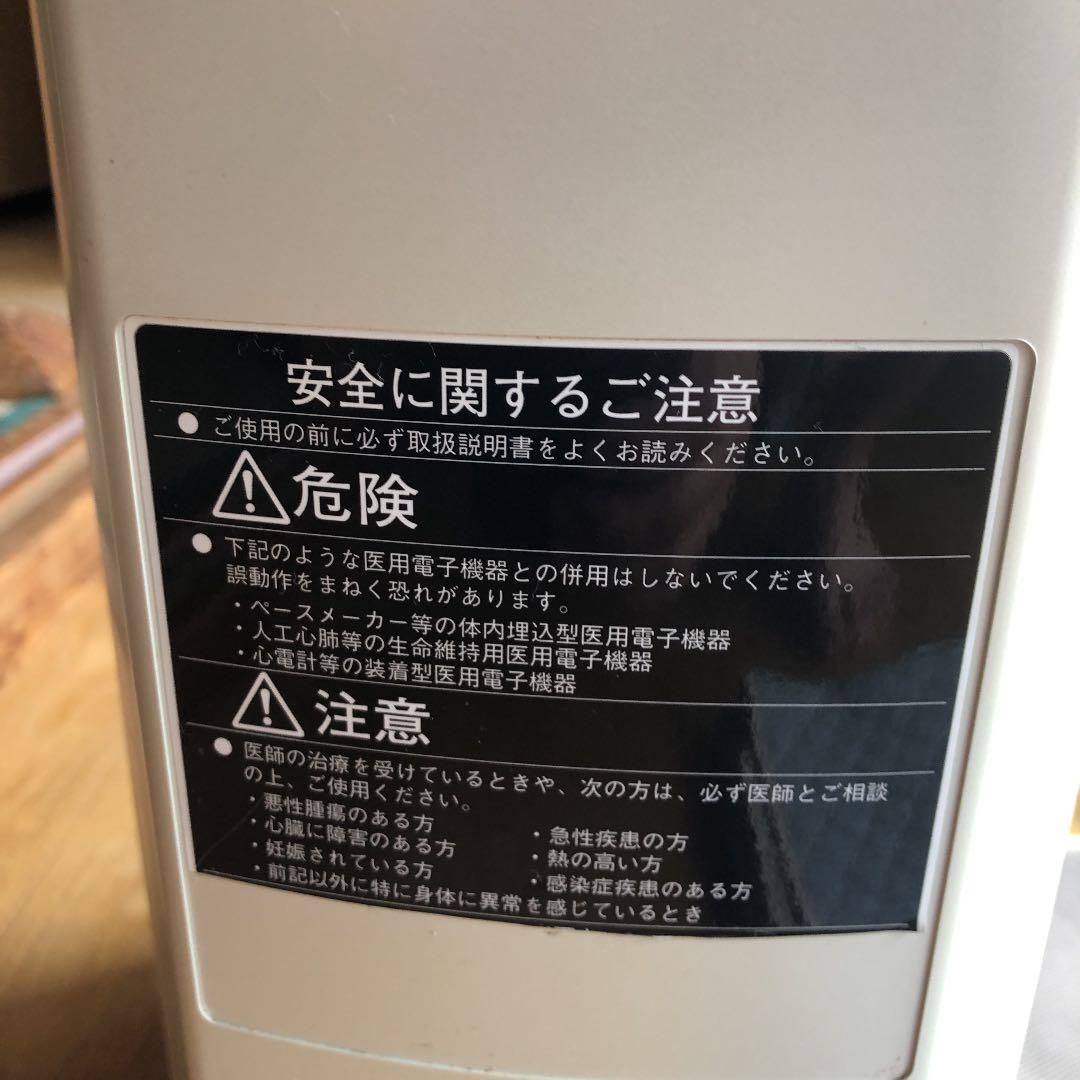 安全に関するご注意
●ご使用の前に必ず取扱説明書をよくお読みください。
危険
●下記のような医用電子機器との併用はしないでください。
誤動作をまねく恐れがあります。
・ペースメーカー等の体内埋込型医用電子機器
・人工心肺等の生命維持用医用電子機器
・心電計等の装着型医用電子機器
注意
●医師の治療を受けているときや、次の方は、必ず医師とご相談
の上、ご使用ください。
・悪性腫瘍のある方
・心臓に障害のある方 ・急性疾患の方
・妊娠されている方 ・熱の高い方
・前記以外に特に身体に異常を感じているとき ・感染症疾患のある方